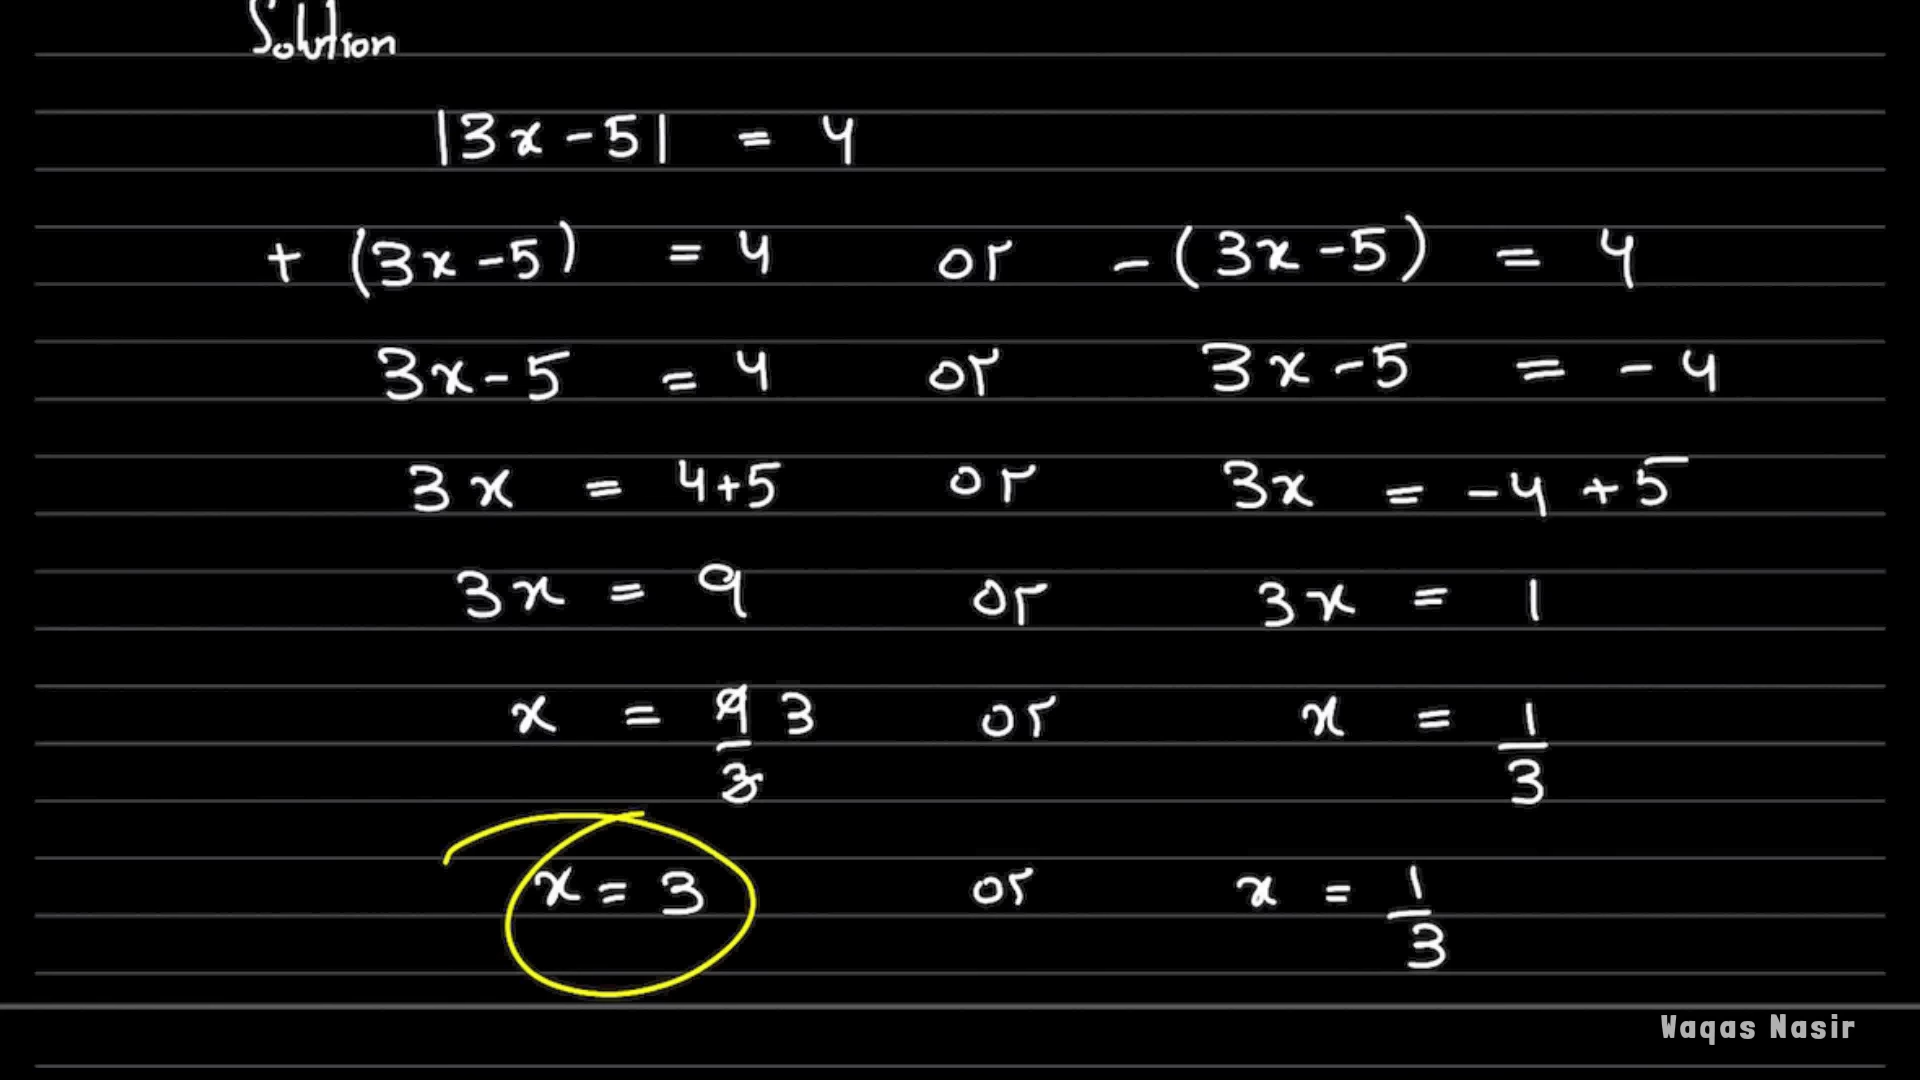 Solution
|3x-5| = 4
+ (3x-5) = 4 or -(3x-5) = 4
3x-5 = 4 or 3x-5 = -4
3x = 4+5 or 3x = -4+5
3x = 9 or 3x = 1
x = 9/3 3 or x = 1/3
x = 3 or x = 1/3
Waqas Nasir